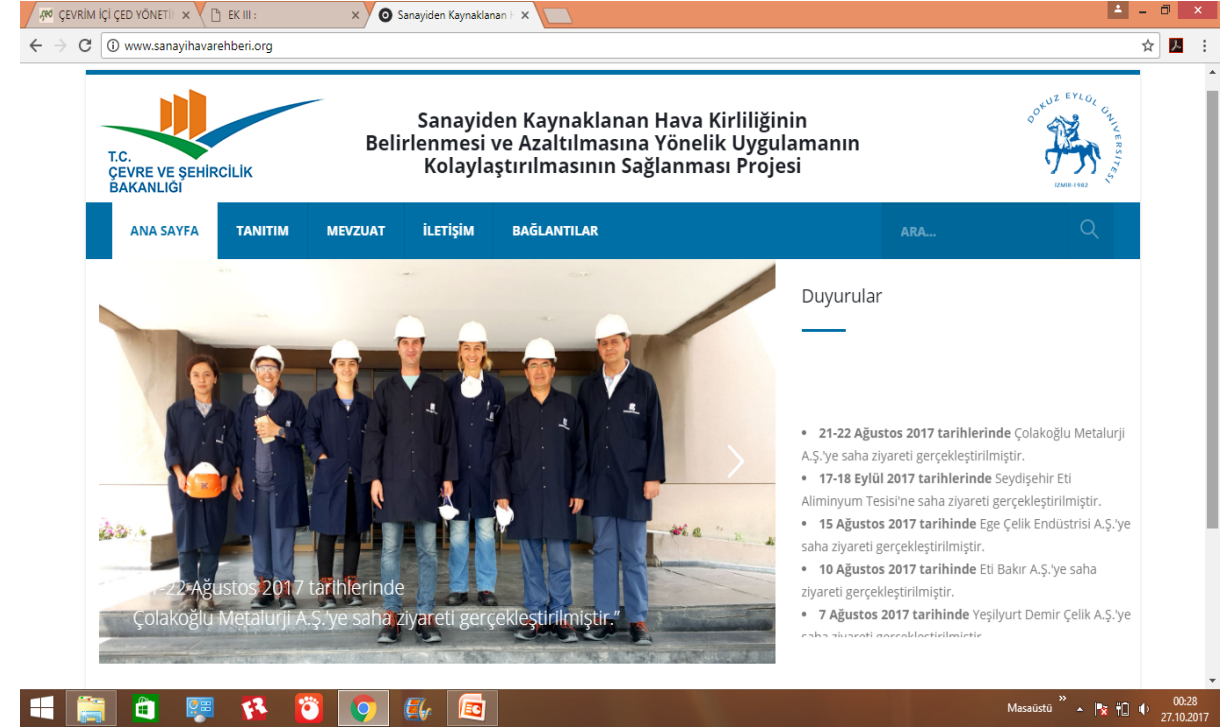 ÇEVRİM İÇİ ÇED YÖNETİ
EK III :
Sanayiden Kaynaklanan H
www.sanayihavarehberi.org
T.C.
ÇEVRE VE ŞEHİRCİLİK
BAKANLIĞI
Sanayiden Kaynaklanan Hava Kirliliğinin
Belirlenmesi ve Azaltılmasına Yönelik Uygulamanın
Kolaylaştırılmasının Sağlanması Projesi
DOKUZ EYLÜL ÜNİVERSİTESİ
İZMİR-1982
ANA SAYFA TANITIM MEVZUAT İLETİŞİM BAĞLANTILAR ARA...
Duyurular
• 21-22 Ağustos 2017 tarihlerinde Çolakoğlu Metalurji
A.Ş.'ye saha ziyareti gerçekleştirilmiştir.
• 17-18 Eylül 2017 tarihlerinde Seydişehir Eti
Aliminyum Tesisi'ne saha ziyareti gerçekleştirilmiştir.
• 15 Ağustos 2017 tarihinde Ege Çelik Endüstrisi A.Ş.'ye
saha ziyareti gerçekleştirilmiştir.
• 10 Ağustos 2017 tarihinde Eti Bakır A.Ş.'ye saha
ziyareti gerçekleştirilmiştir.
• 7 Ağustos 2017 tarihinde Yeşilyurt Demir Çelik A.Ş.'ye
saha ziyareti gerçekleştirilmiştir.
-22 Ağustos 2017 tarihlerinde
Çolakoğlu Metalurji A.Ş.'ye saha ziyareti gerçekleştirilmiştir."
Masaüstü
00:28
27.10.2017